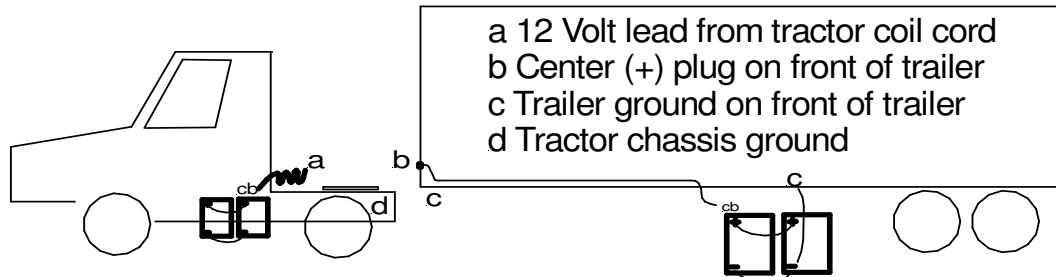 a 12 Volt lead from tractor coil cord
b Center (+) plug on front of trailer
c Trailer ground on front of trailer
d Tractor chassis ground
a
b
cb
c
c
d
cb